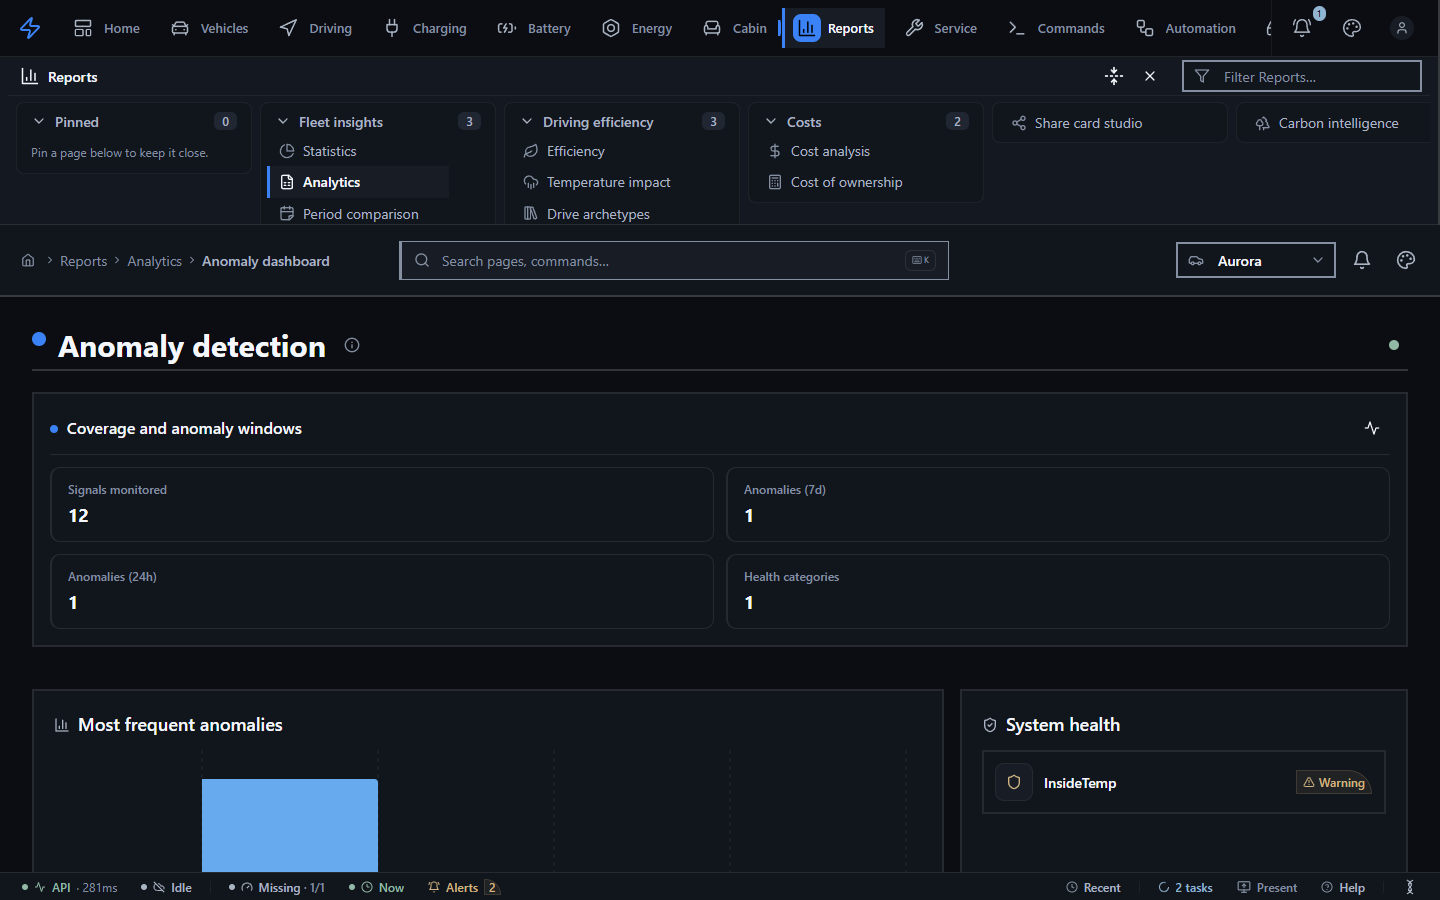 Home
Vehicles
Driving
Charging
Battery
Energy
Cabin
Reports
Service
Commands
Automation
1
Reports
Filter Reports...
Pinned
0
Pin a page below to keep it close.
Fleet insights
3
Statistics
Analytics
Period comparison
Driving efficiency
3
Efficiency
Temperature impact
Drive archetypes
Costs
2
Cost analysis
Cost of ownership
Share card studio
Carbon intelligence
Reports
Analytics
Anomaly dashboard
Search pages, commands...
K
Aurora
Anomaly detection
Coverage and anomaly windows
Signals monitored
12
Anomalies (7d)
1
Anomalies (24h)
1
Health categories
1
Most frequent anomalies
System health
InsideTemp
Warning
API · 281ms
Idle
Missing · 1/1
Now
Alerts 2
Recent
2 tasks
Present
Help